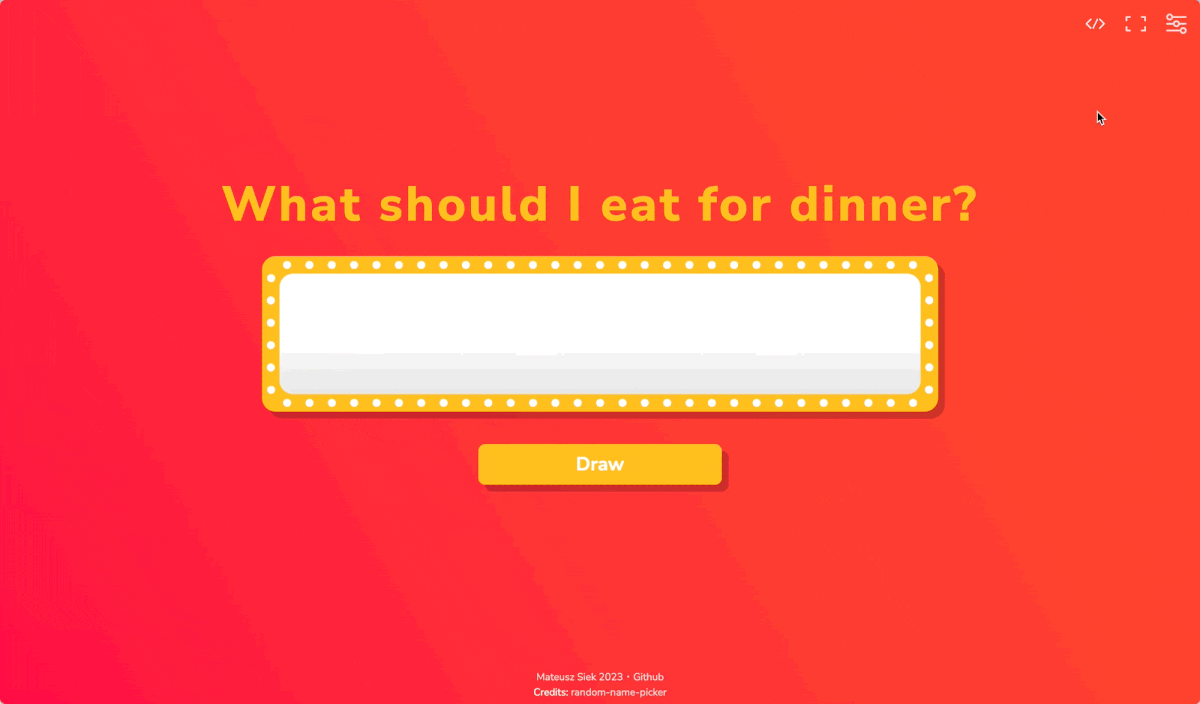 What should I eat for dinner?
Draw
Mateusz Siek 2023 · Github
Credits: random-name-picker